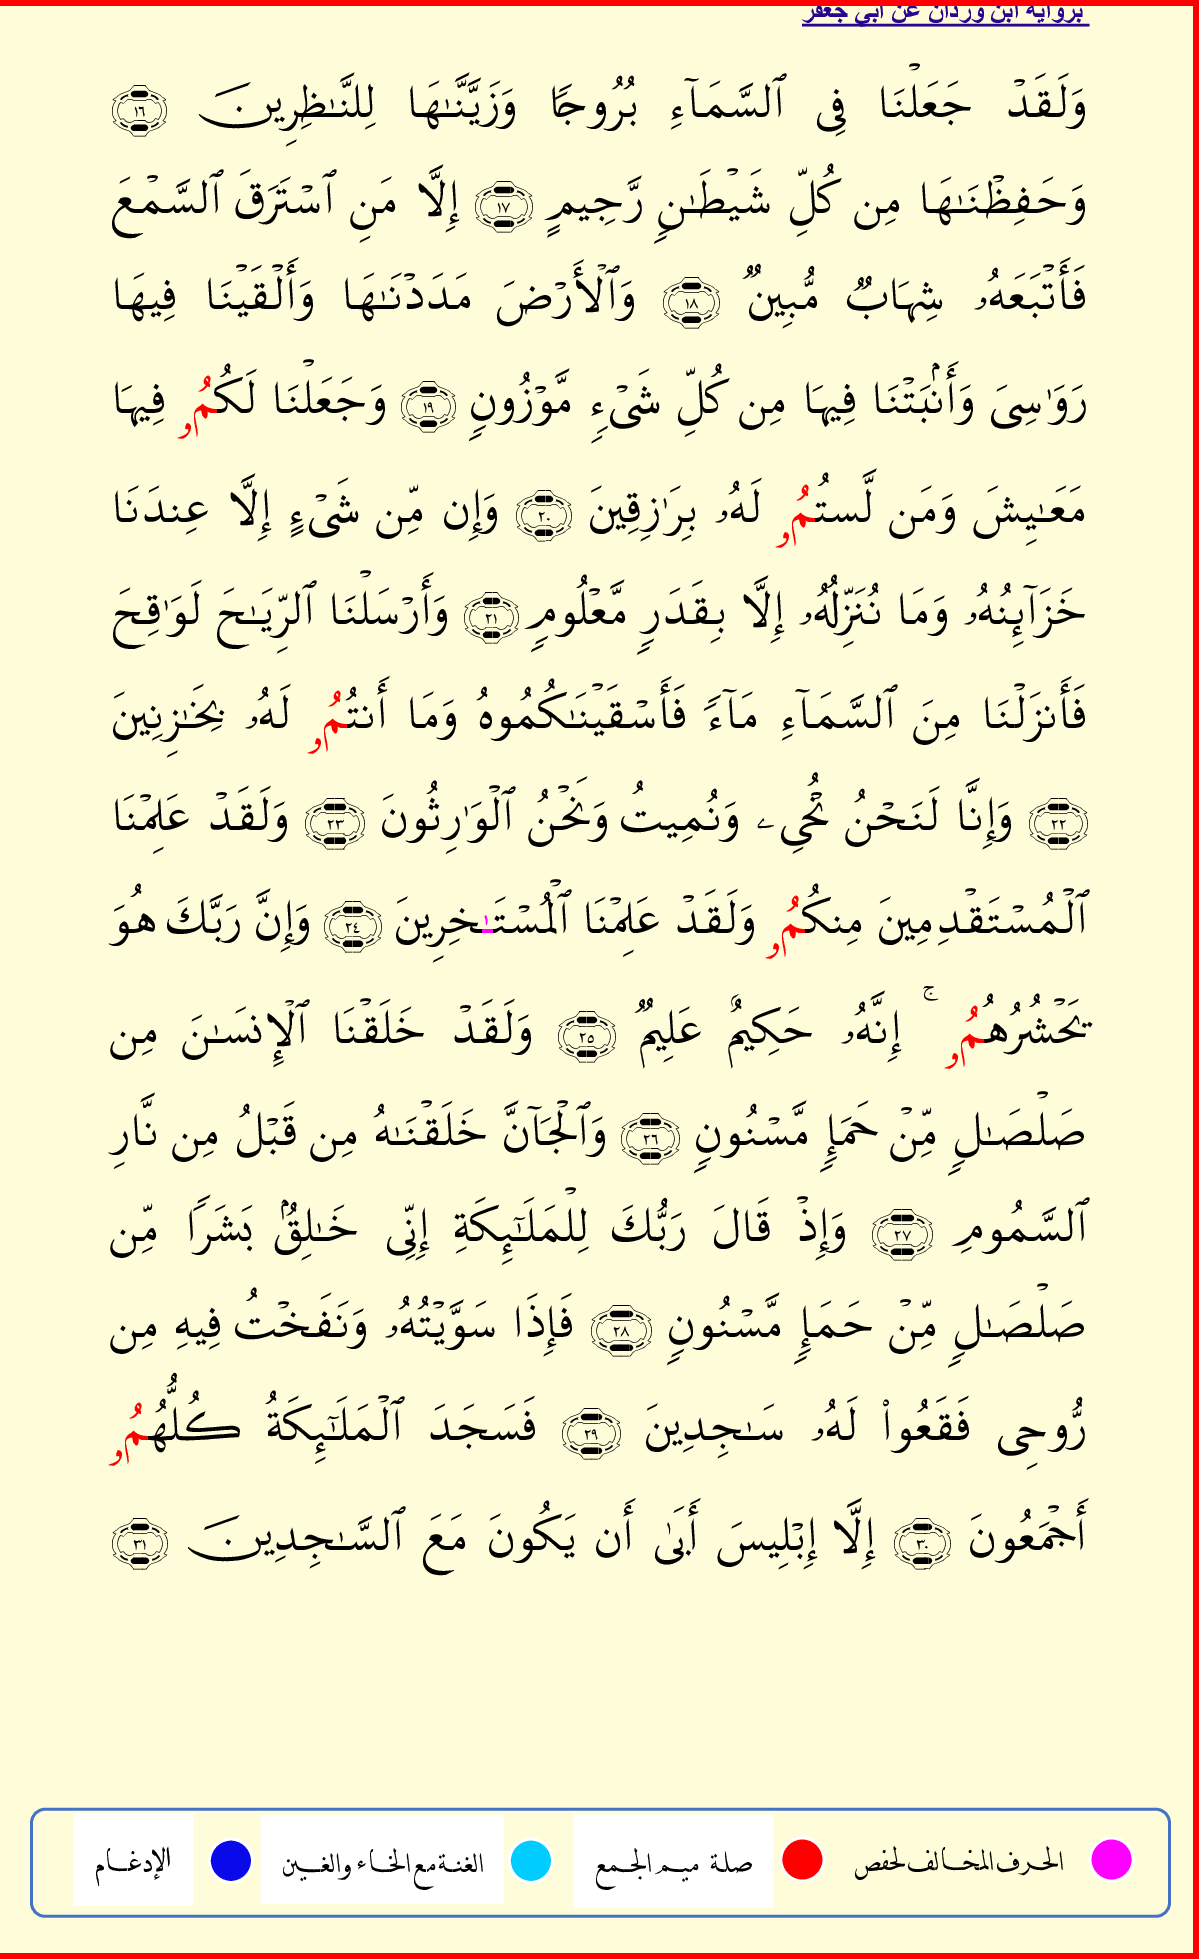 برواية ابن وردان عن أبي جعفر
وَلَقَدْ جَعَلْنَا فِى ٱلسَّمَآءِ بُرُوجًا وَزَيَّنَّـٰهَا لِلنَّـٰظِرِينَ ١٦
وَحَفِظْنَـٰهَا مِن كُلِّ شَيْطَـٰنٍ رَّجِيمٍ ١٧ إِلَّا مَنِ ٱسْتَرَقَ ٱلسَّمْعَ
فَأَتْبَعَهُۥ شِهَابٌ مُّبِينٌ ١٨ وَٱلْأَرْضَ مَدَدْنَـٰهَا وَأَلْقَيْنَا فِيهَا
رَوَٰسِىَ وَأَنۢبَتْنَا فِيهَا مِن كُلِّ شَىْءٍ مَّوْزُونٍ ١٩ وَجَعَلْنَا لَكُمُۥ فِيهَا
مَعَـٰيِشَ وَمَن لَّسْتُمُۥ لَهُۥ بِرَٰزِقِينَ ٢٠ وَإِن مِّن شَىْءٍ إِلَّا عِندَنَا
خَزَآئِنُهُۥ وَمَا نُنَزِّلُهُۥ إِلَّا بِقَدَرٍ مَّعْلُومٍ ٢١ وَأَرْسَلْنَا ٱلرِّيَـٰحَ لَوَٰقِحَ
فَأَنزَلْنَا مِنَ ٱلسَّمَآءِ مَآءً فَأَسْقَيْنَـٰكُمُوهُ وَمَا أَنتُمُۥ لَهُۥ بِخَـٰزِنِينَ
٢٢ وَإِنَّا لَنَحْنُ نُحْىِۦ وَنُمِيتُ وَنَحْنُ ٱلْوَٰرِثُونَ ٢٣ وَلَقَدْ عَلِمْنَا
ٱلْمُسْتَقْدِمِينَ مِنكُمُۥ وَلَقَدْ عَلِمْنَا ٱلْمُسْتَـٰخِرِينَ ٢٤ وَإِنَّ رَبَّكَ هُوَ
يَحْشُرُهُمُۥ ۚ إِنَّهُۥ حَكِيمٌ عَلِيمٌ ٢٥ وَلَقَدْ خَلَقْنَا ٱلْإِنسَـٰنَ مِن
صَلْصَـٰلٍ مِّنْ حَمَإٍ مَّسْنُونٍ ٢٦ وَٱلْجَآنَّ خَلَقْنَـٰهُ مِن قَبْلُ مِن نَّارِ
ٱلسَّمُومِ ٢٧ وَإِذْ قَالَ رَبُّكَ لِلْمَلَـٰٓئِكَةِ إِنِّى خَـٰلِقٌۢ بَشَرًا مِّن
صَلْصَـٰلٍ مِّنْ حَمَإٍ مَّسْنُونٍ ٢٨ فَإِذَا سَوَّيْتُهُۥ وَنَفَخْتُ فِيهِ مِن
رُّوحِى فَقَعُوا۟ لَهُۥ سَـٰجِدِينَ ٢٩ فَسَجَدَ ٱلْمَلَـٰٓئِكَةُ كُلُّهُمُۥ
أَجْمَعُونَ ٣٠ إِلَّا إِبْلِيسَ أَبَىٰ أَن يَكُونَ مَعَ ٱلسَّـٰجِدِينَ ٣١
الحرف المخالف لحفص صلة ميم الجمع الغنة مع الخاء والغين الإدغام